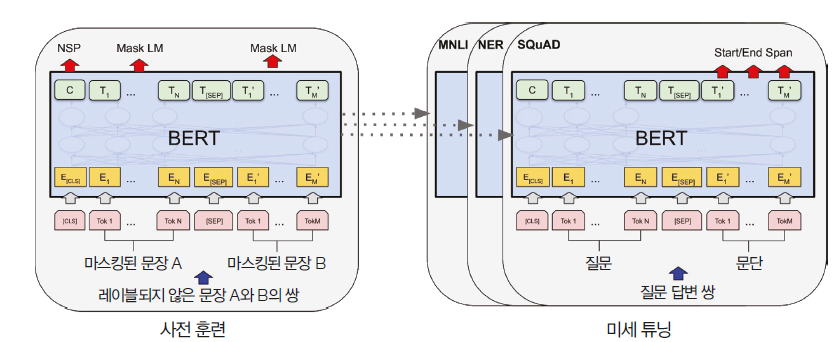 NSP Mask LM Mask LM
C T1 ... TN T[SEP] T1' ... TM'
BERT
E[CLS] E1 ... EN E[SEP] E1' ... EM'
[CLS] Tok 1 ... Tok N [SEP] Tok 1 ... TokM
마스킹된 문장 A 마스킹된 문장 B
레이블되지 않은 문장 A와 B의 쌍
사전 훈련
MNLI NER SQuAD
Start/End Span
C T1 ... TN T[SEP] T1' ... TM'
BERT
E[CLS] E1 ... EN E[SEP] E1' ... EM'
[CLS] Tok 1 ... Tok N [SEP] Tok 1 ... TokM
질문 문단
질문 답변 쌍
미세 튜닝